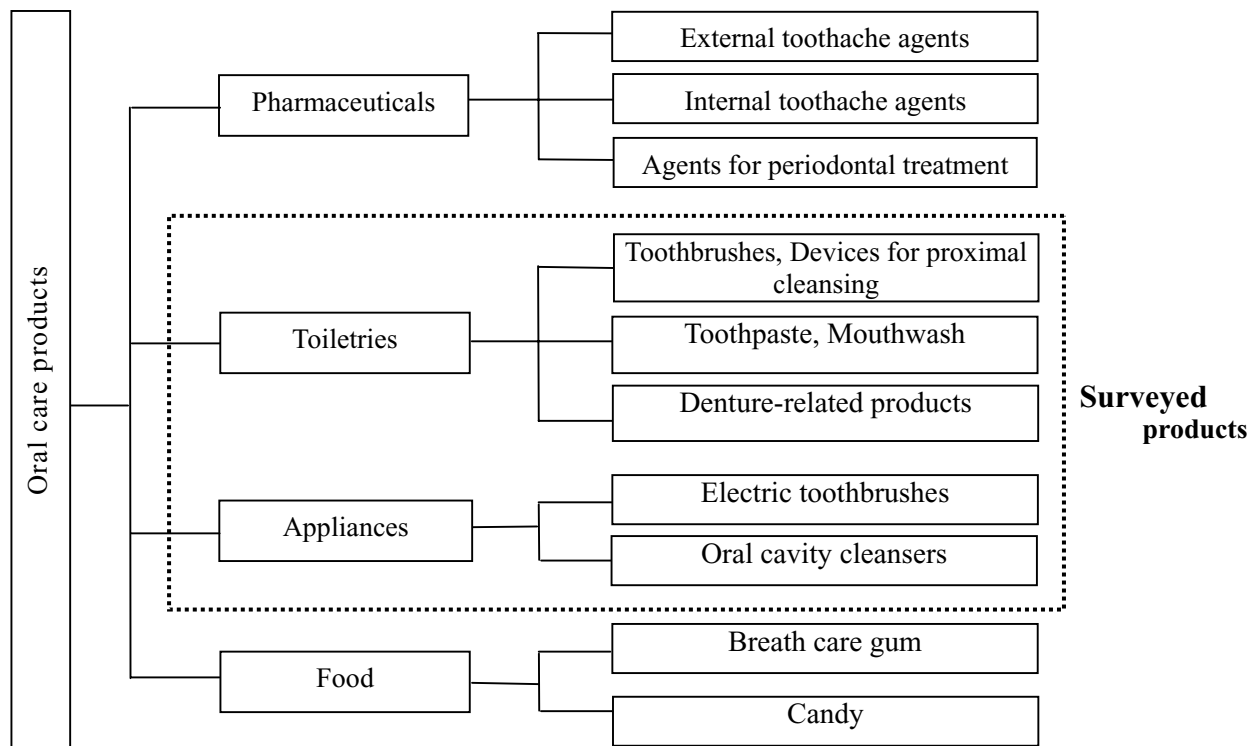 Oral care products
Pharmaceuticals
External toothache agents
Internal toothache agents
Agents for periodontal treatment
Toiletries
Toothbrushes, Devices for proximal
cleansing
Toothpaste, Mouthwash
Denture-related products
Appliances
Electric toothbrushes
Oral cavity cleansers
Surveyed
products
Food
Breath care gum
Candy